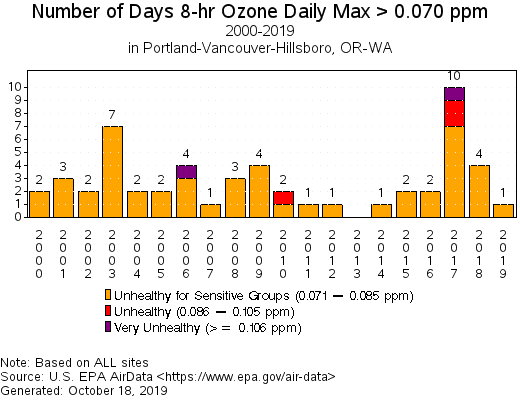 Number of Days 8-hr Ozone Daily Max > 0.070 ppm
2000-2019
in Portland-Vancouver-Hillsboro, OR-WA
10
9
8
7
6
5
4
3
2
1
0
2 3 2 7 2 2 4 1 3 4 2 1 1 1 2 2 10 4 1
2000 2001 2002 2003 2004 2005 2006 2007 2008 2009 2010 2011 2012 2013 2014 2015 2016 2017 2018 2019
Unhealthy for Sensitive Groups (0.071 — 0.085 ppm)
Unhealthy (0.086 — 0.105 ppm)
Very Unhealthy (> = 0.106 ppm)
Note: Based on ALL sites
Source: U.S. EPA AirData <https://www.epa.gov/air-data>
Generated: October 18, 2019